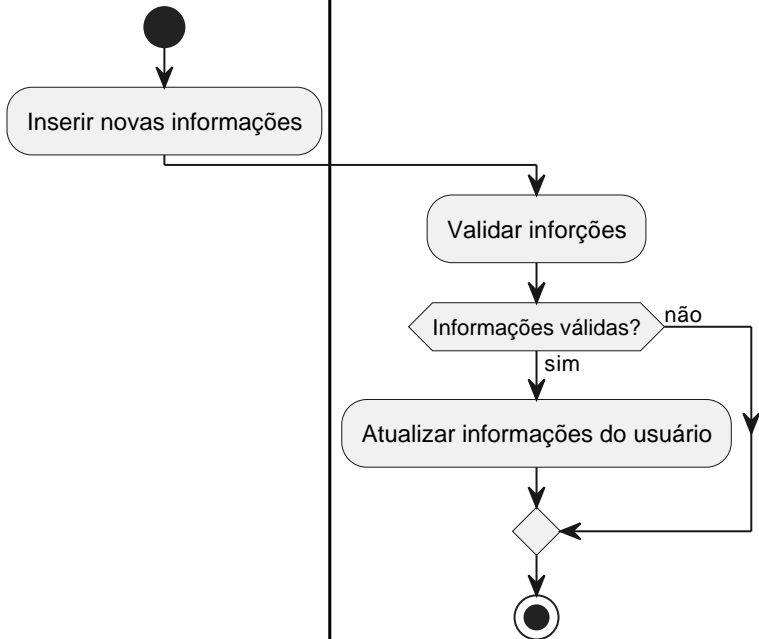 Inserir novas informações
Validar inforções
Informações válidas?
não
sim
Atualizar informações do usuário